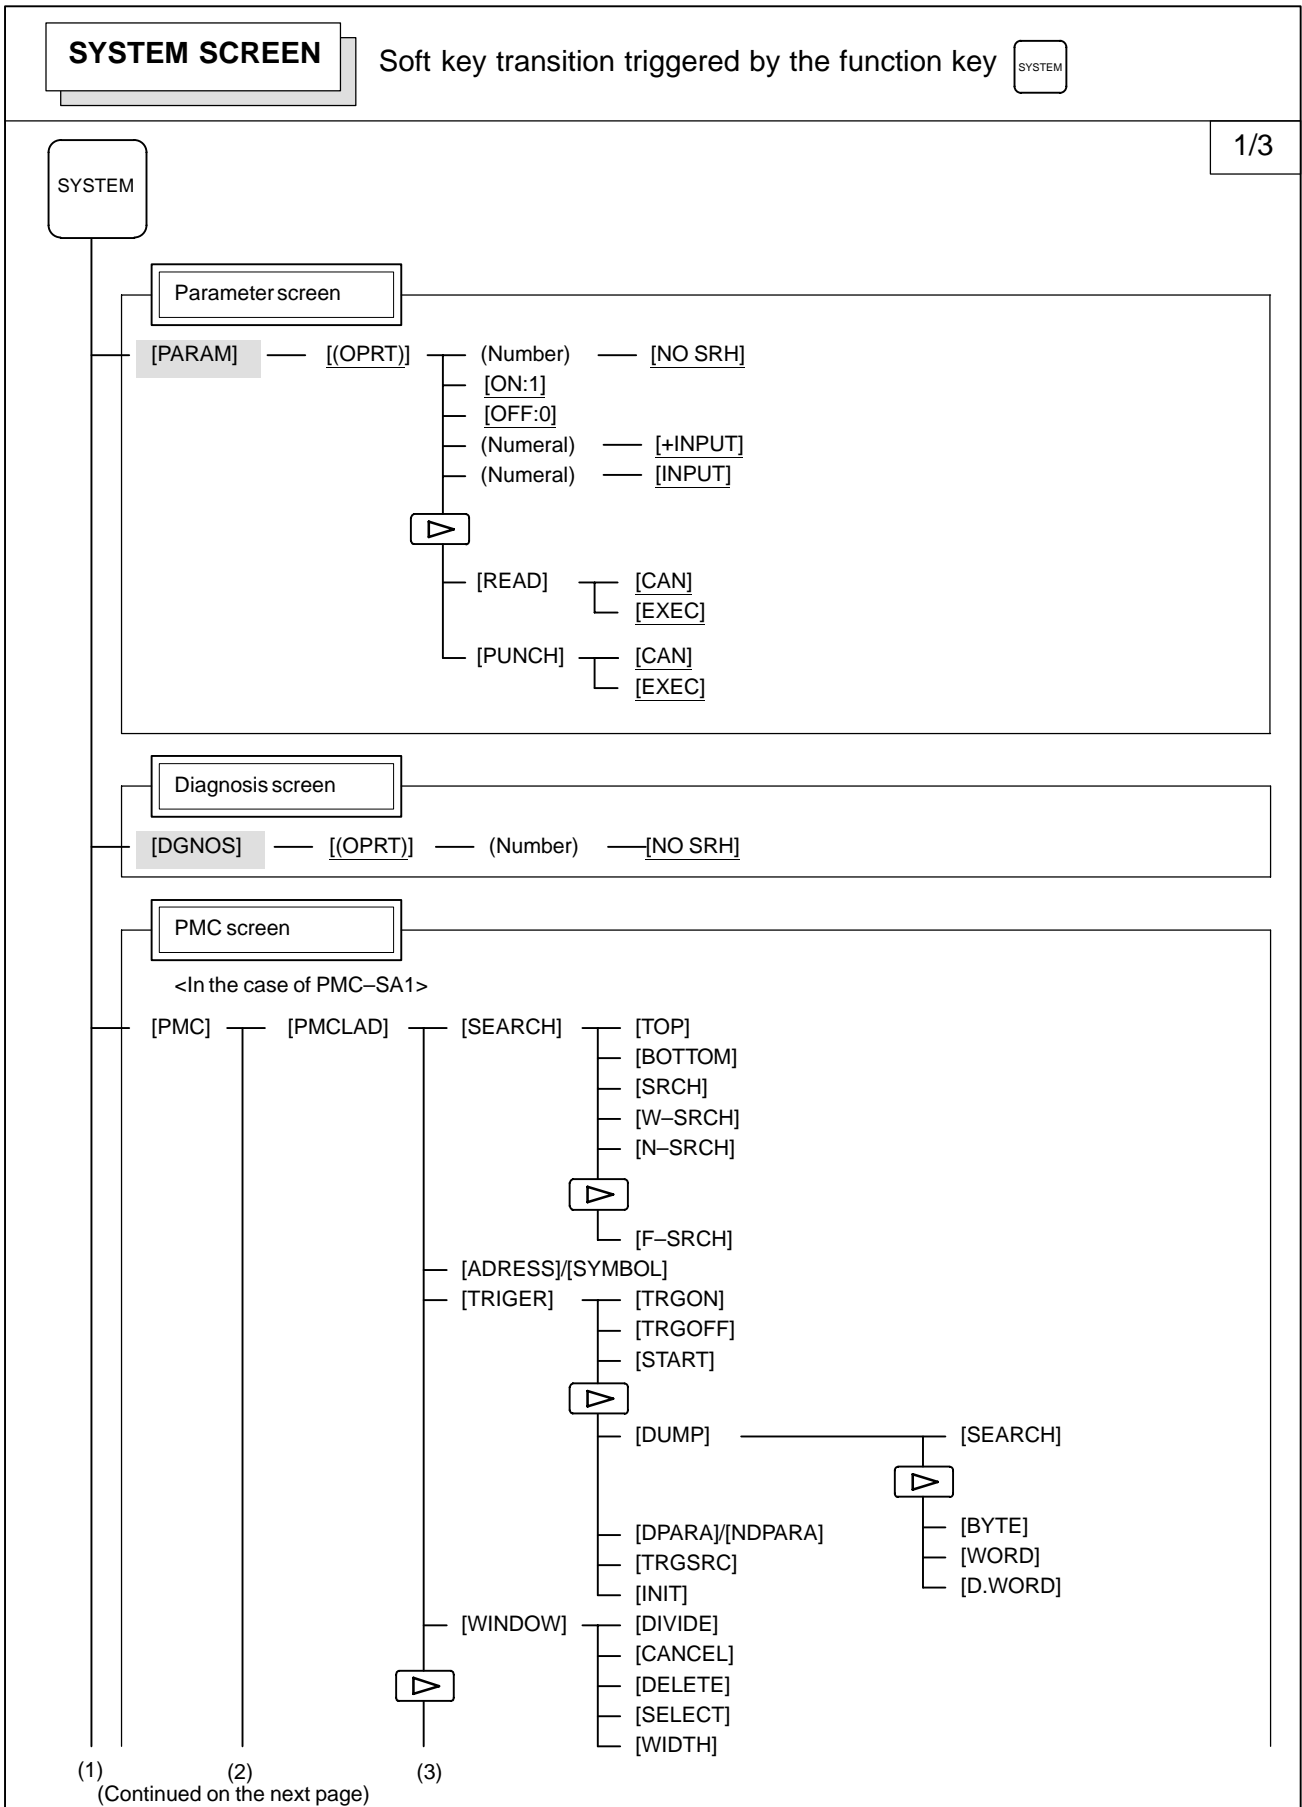 SYSTEM SCREEN
Soft key transition triggered by the function key SYSTEM
1/3
SYSTEM
Parameter screen
[PARAM] [(OPRT)] (Number) [NO SRH]
[ON:1]
[OFF:0]
(Numeral) [+INPUT]
(Numeral) [INPUT]
[READ] [CAN]
[EXEC]
[PUNCH] [CAN]
[EXEC]
Diagnosis screen
[DGNOS] [(OPRT)] (Number) [NO SRH]
PMC screen
<In the case of PMC–SA1>
[PMC] [PMCLAD] [SEARCH] [TOP]
[BOTTOM]
[SRCH]
[W–SRCH]
[N–SRCH]
[F–SRCH]
[ADRESS]/[SYMBOL]
[TRIGER] [TRGON]
[TRGOFF]
[START]
[DUMP] [SEARCH]
[BYTE]
[DPARA]/[NDPARA]
[WORD]
[TRGSRC]
[D.WORD]
[INIT]
[WINDOW] [DIVIDE]
[CANCEL]
[DELETE]
[SELECT]
[WIDTH]
(1) (2) (3)
(Continued on the next page)